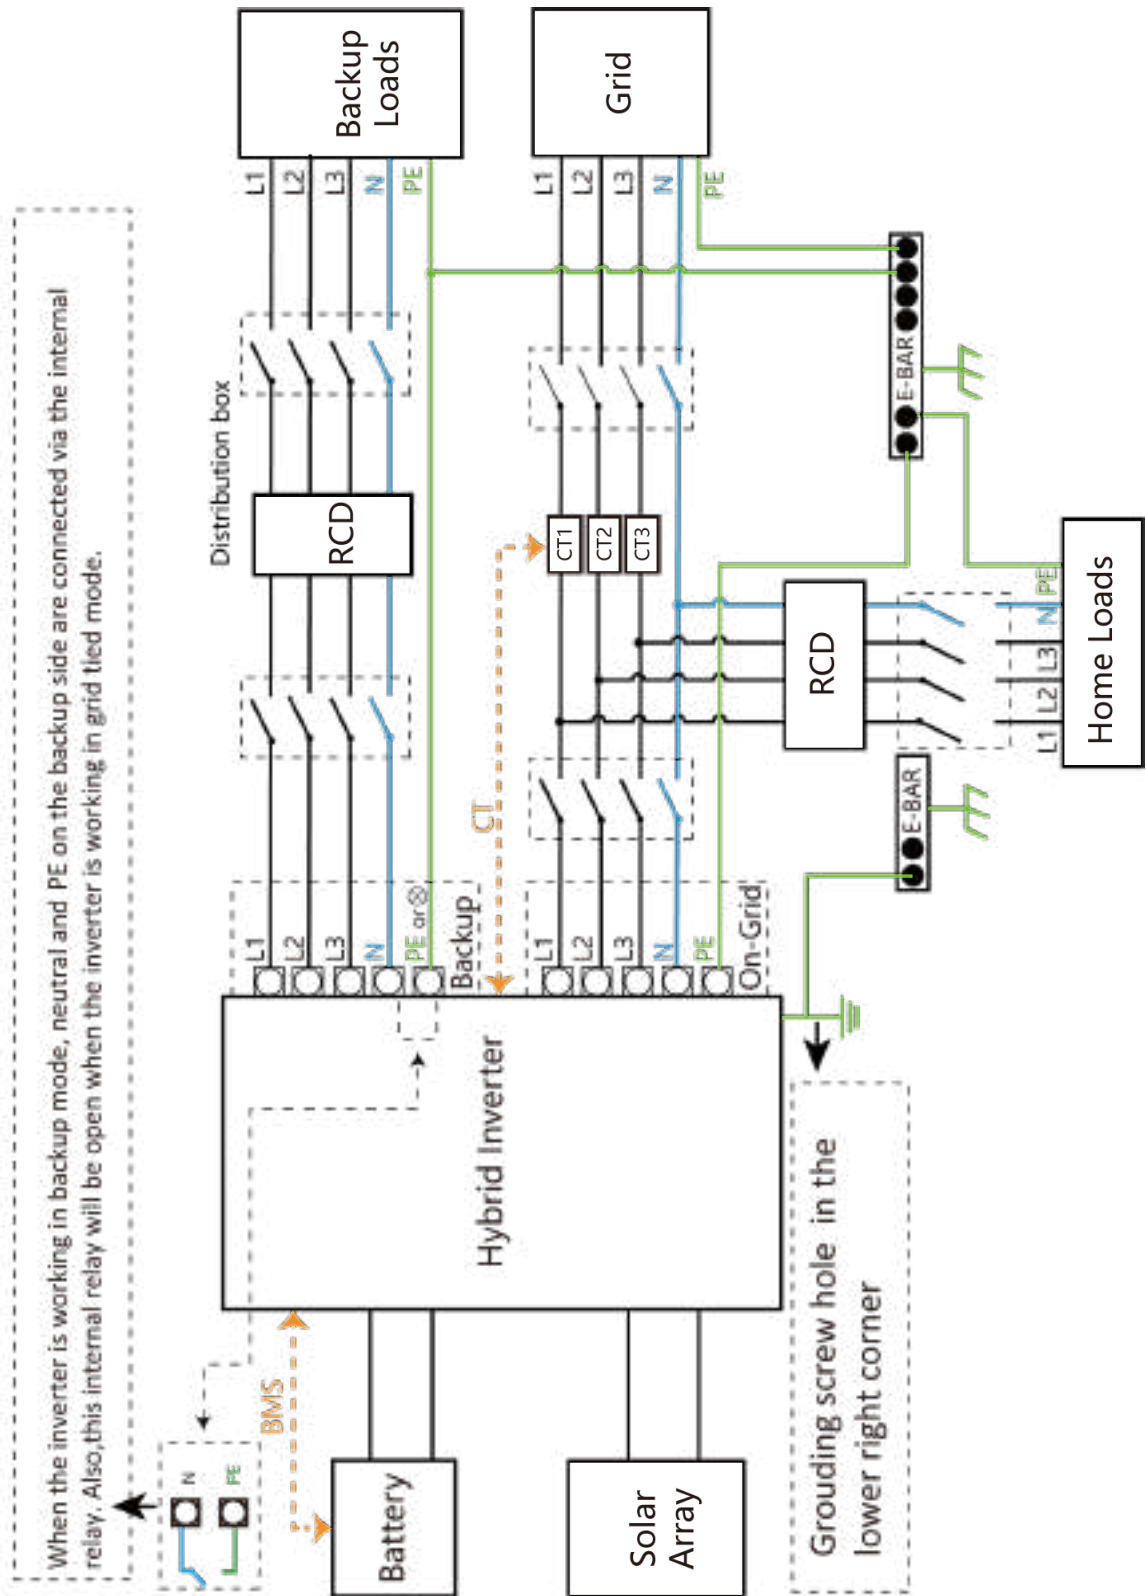 When the inverter is working in backup mode, neutral and PE on the backup side are connected via the internal
relay. Also,this internal relay will be open when the inverter is working in grid tied mode.
N
PE
BMS
Battery
Solar
Array
Hybrid Inverter
L1
L2
L3
N
PE or
Backup
CT
L1
L2
L3
N
PE
On-Grid
Distribution box
RCD
Backup
Loads
L1
L2
L3
N
PE
Grid
L1
L2
L3
N
PE
CT1
CT2
CT3
RCD
E-BAR
E-BAR
L1
L2
L3
N
PE
Home Loads
Grouding screw hole in the
lower right corner